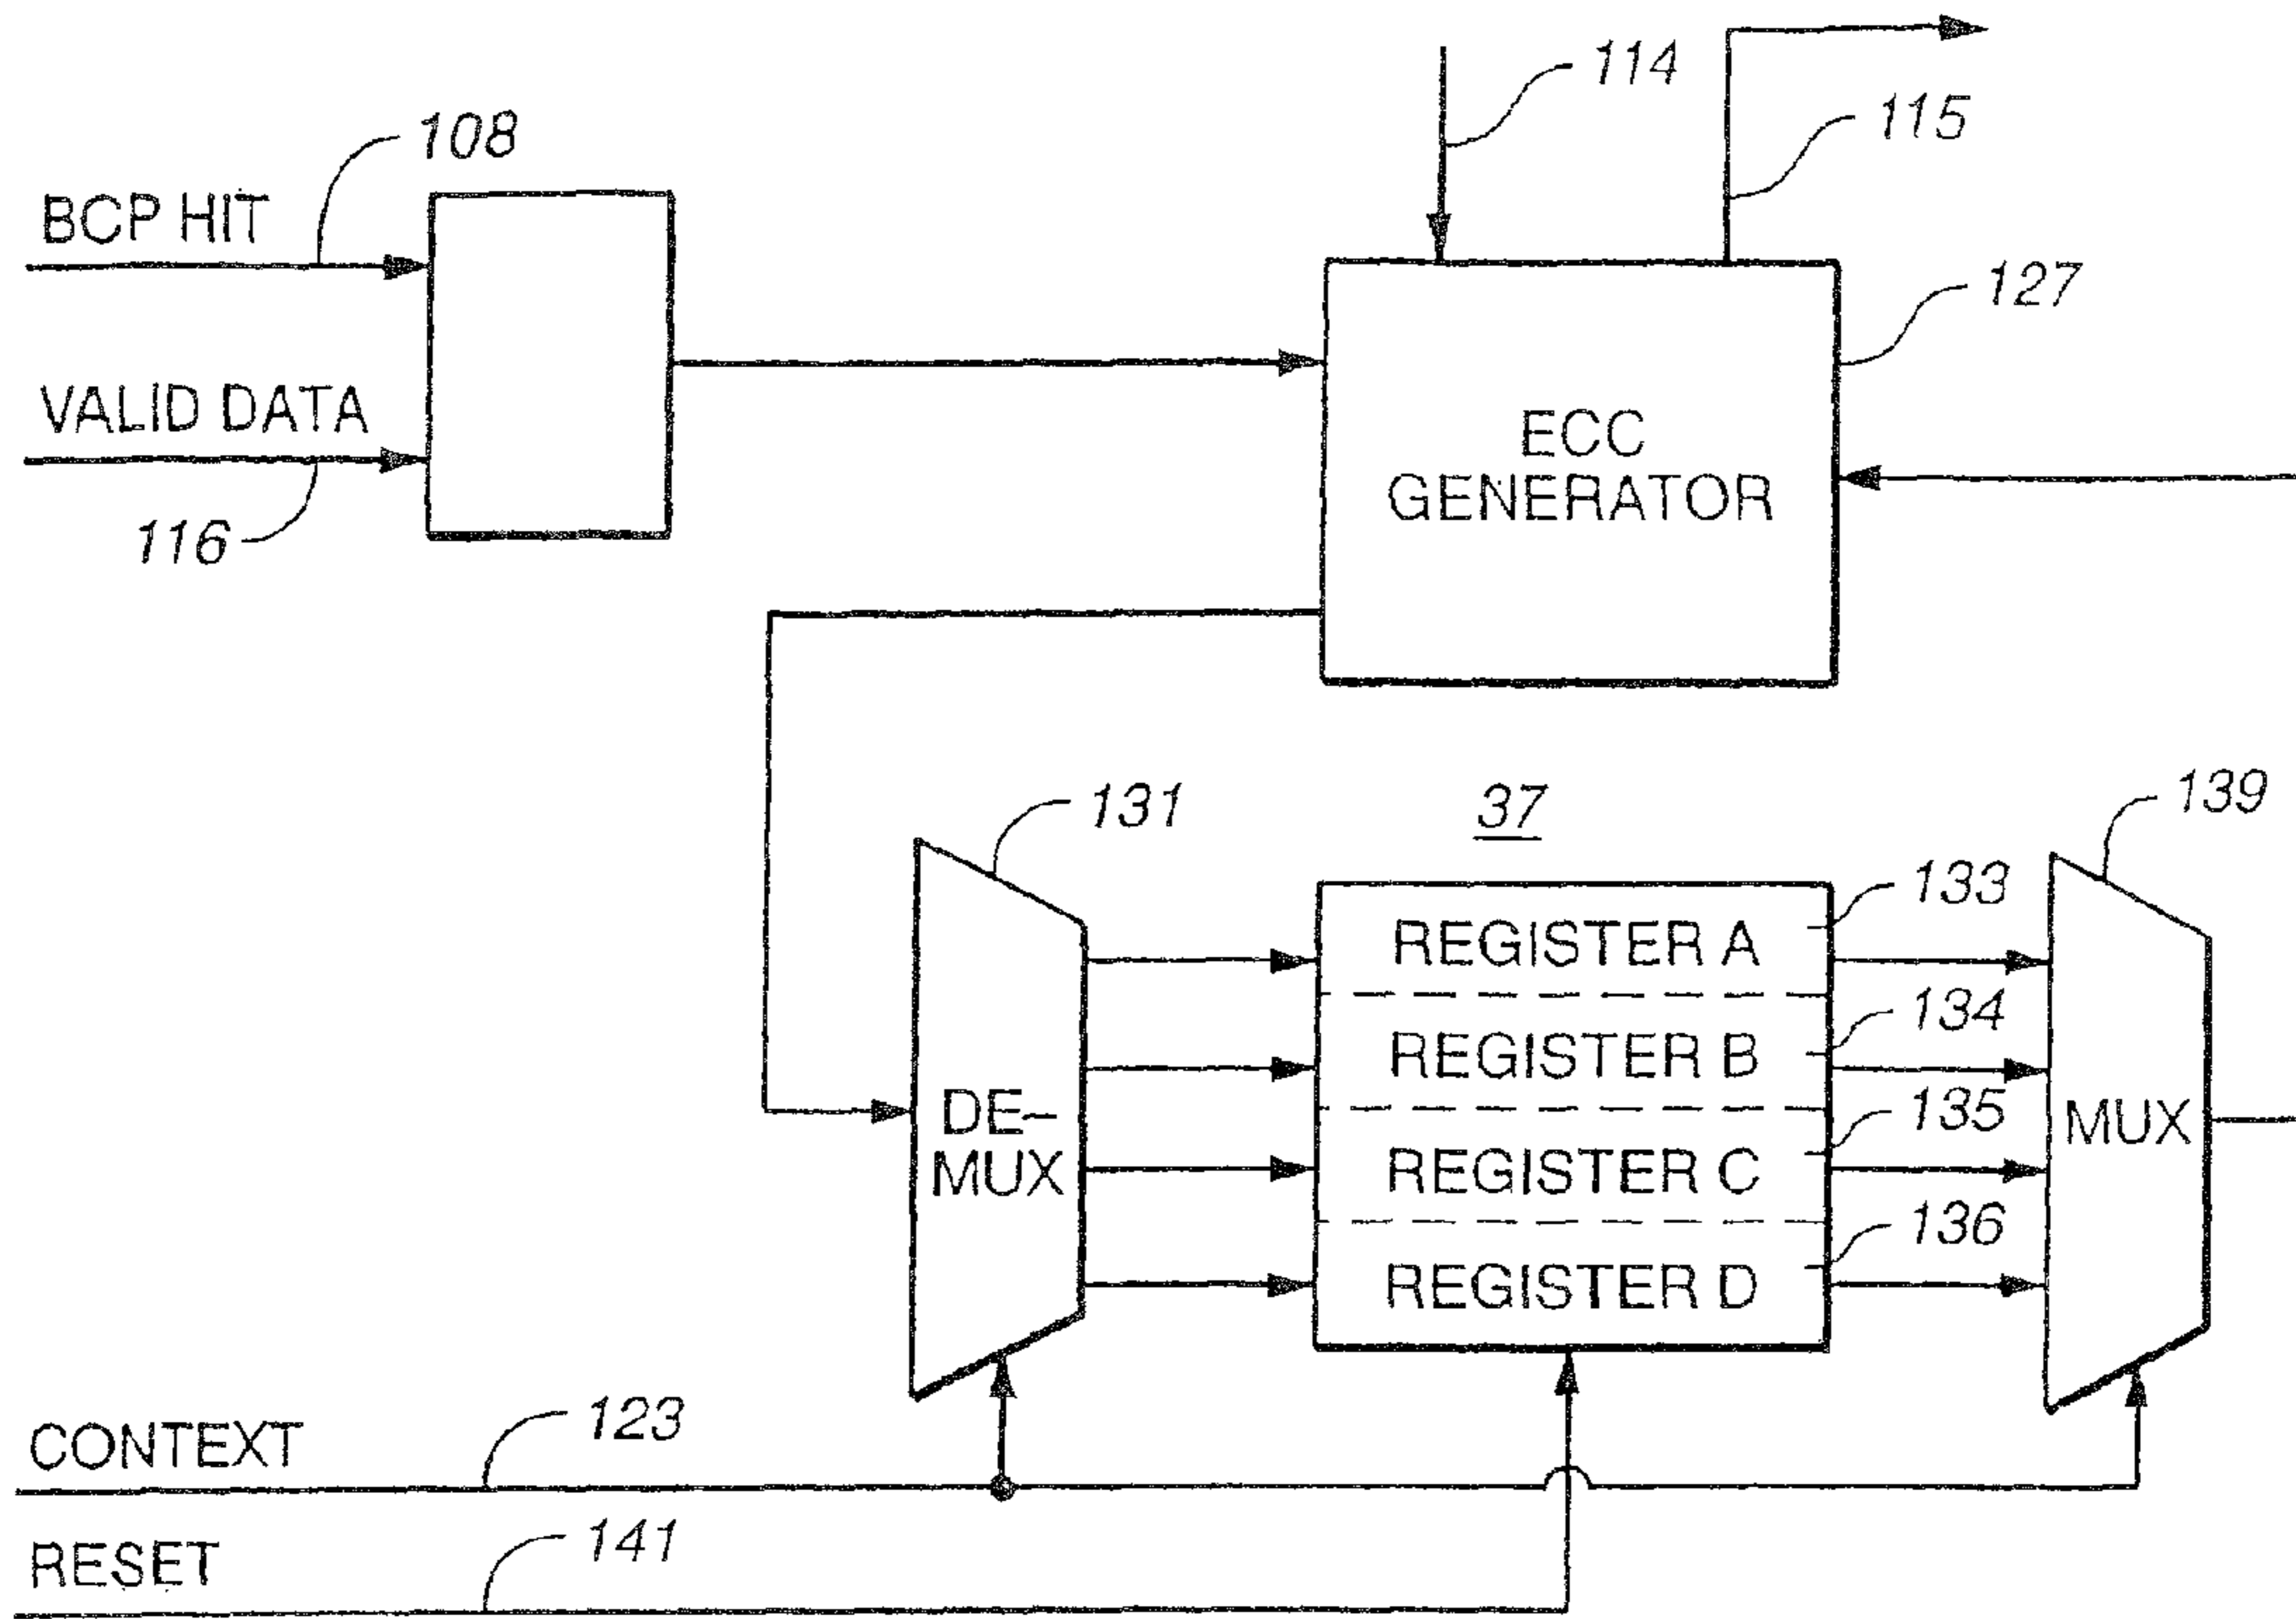 114
115
108
BCP HIT
127
VALID DATA
ECC
GENERATOR
116
131
37
139
133
REGISTER A
134
REGISTER B
135
DE-
MUX
MUX
REGISTER C
136
REGISTER D
CONTEXT
123
RESET
141